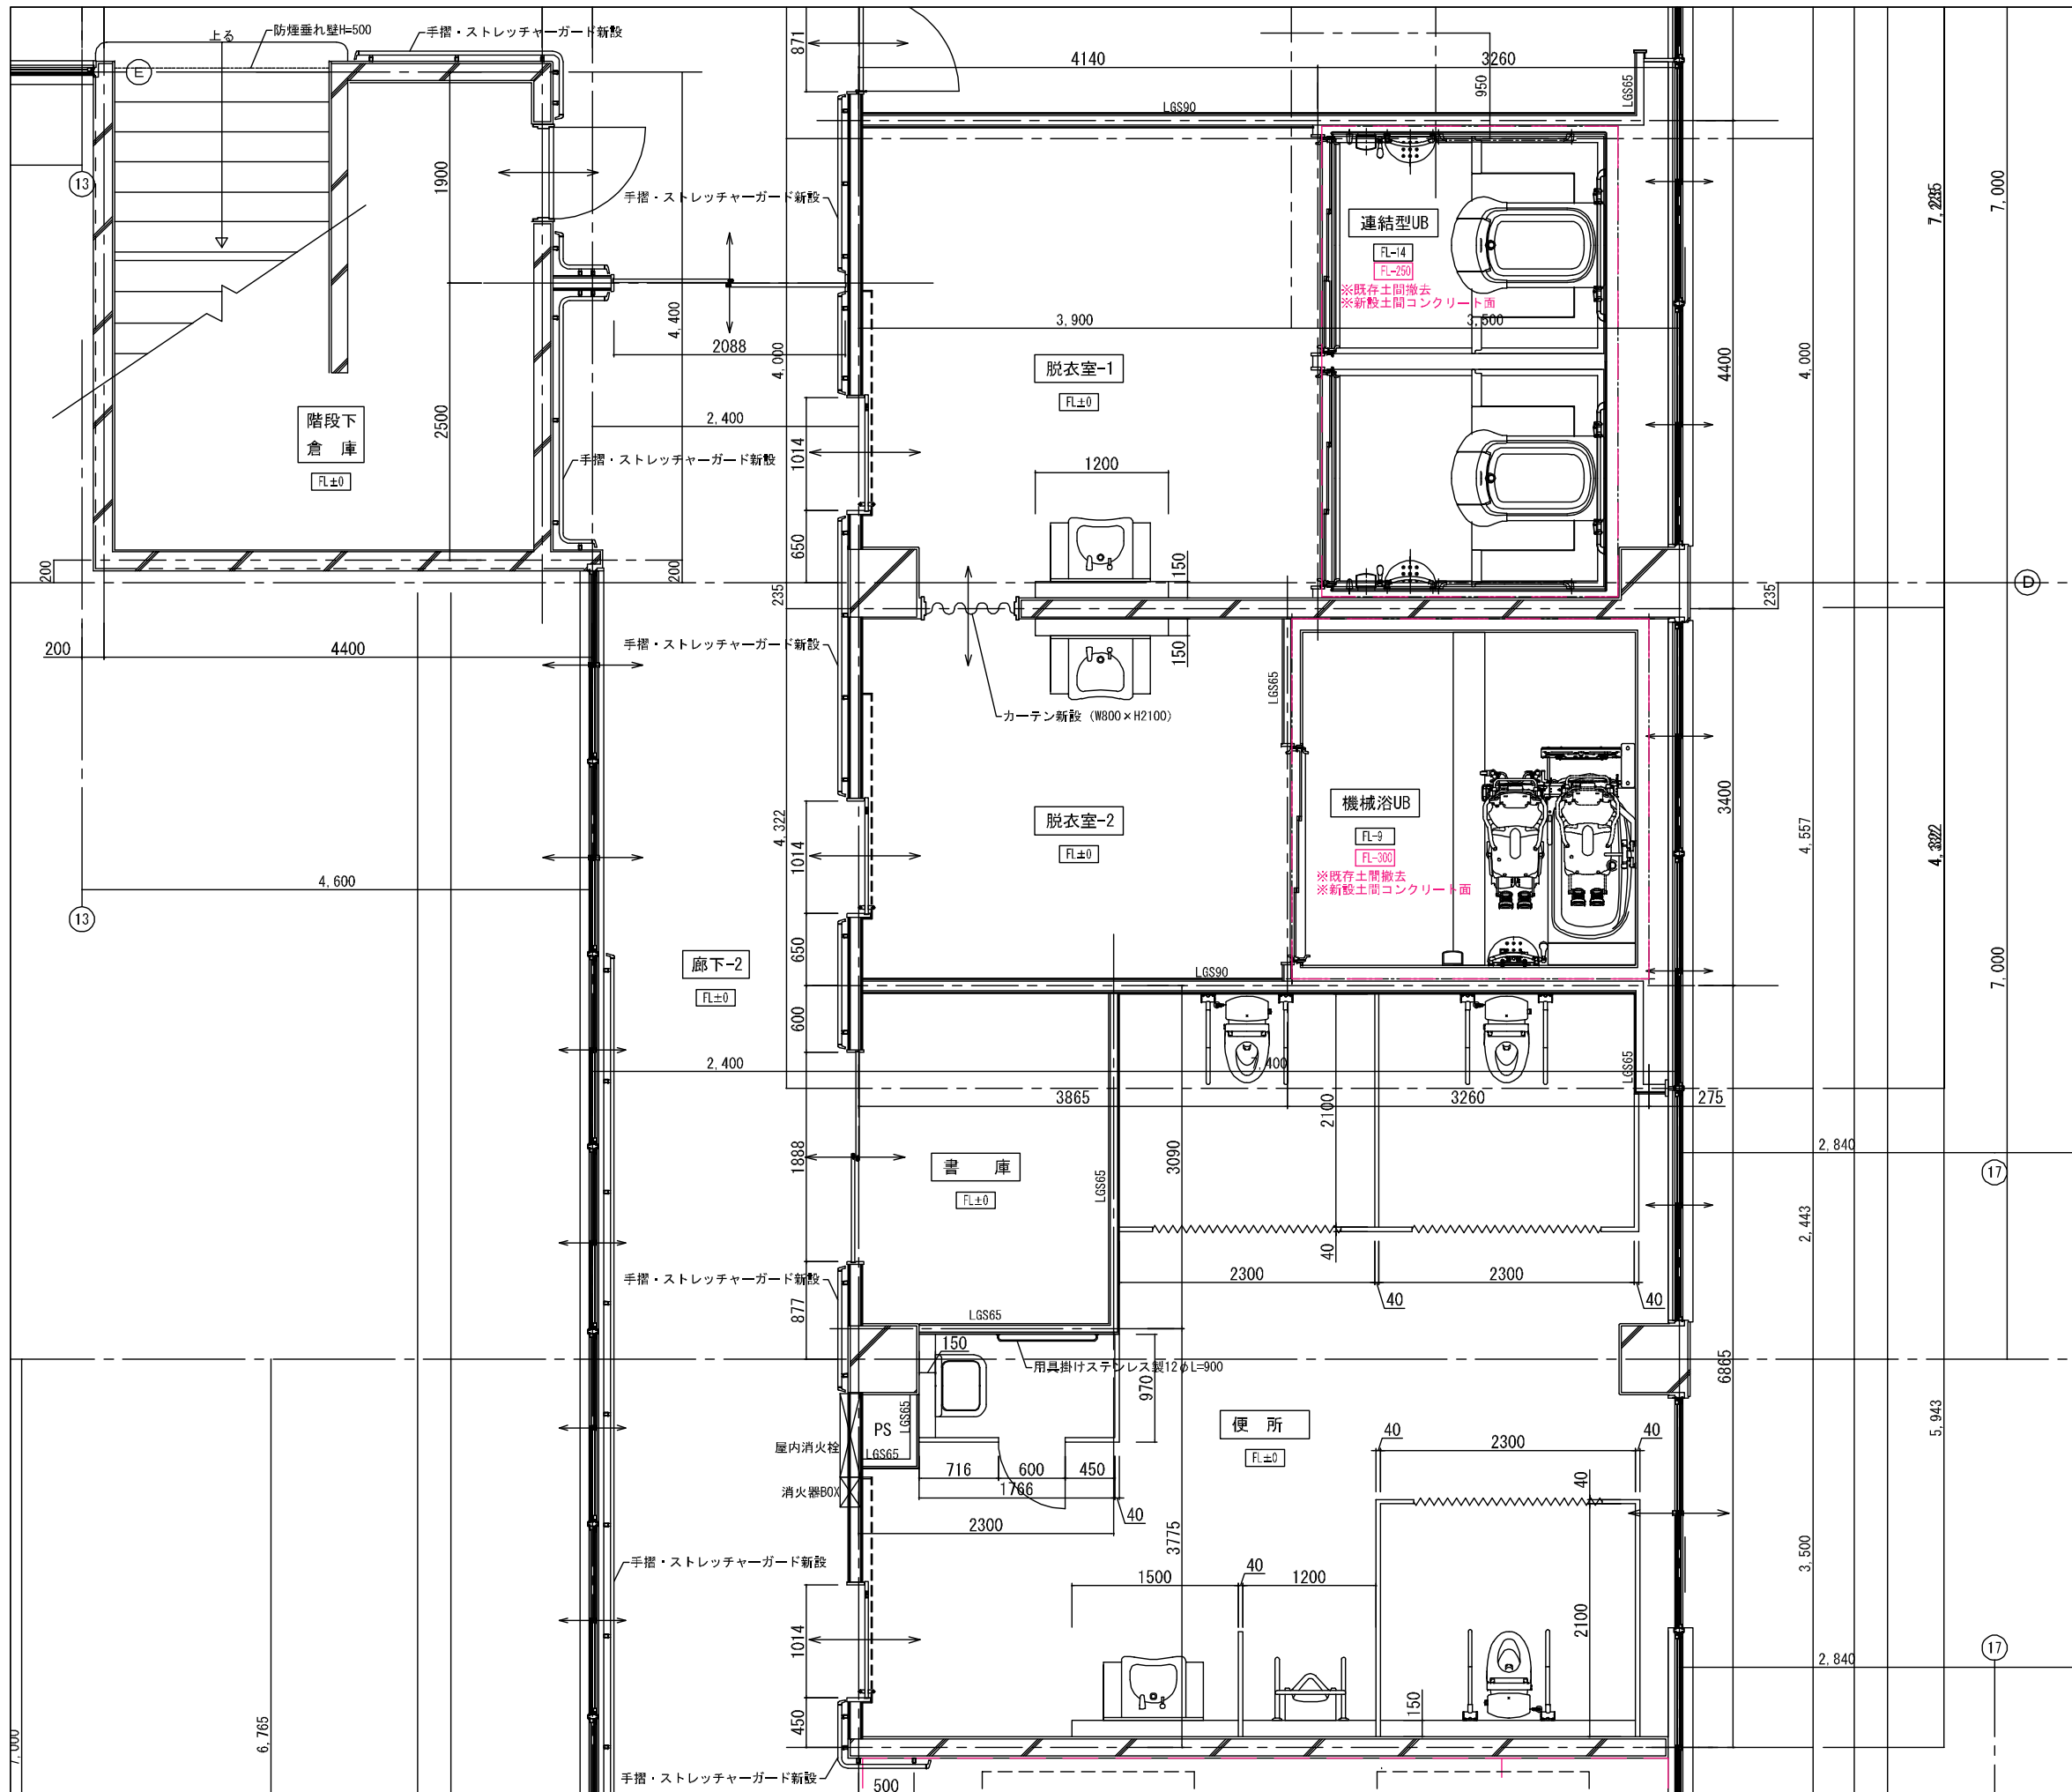 上る
防煙垂れ壁H=500
手摺・ストレッチャーガード新設
E
871
4140
3260
950
LGS65
LGS90
13
1900
手摺・ストレッチャーガード新設
連結型UB
FL-14
FL-250
※既存土間撤去
※新設土間コンクリート面
7,000
4,400
2088
4,000
3,900
3,500
脱衣室-1
FL±0
4400
4,000
階段下
倉 庫
FL±0
2500
2,400
手摺・ストレッチャーガード新設
1014
1200
650
150
200
200
235
235
D
200
4400
手摺・ストレッチャーガード新設
150
LGS65
カーテン新設 (W800×H2100)
脱衣室-2
FL±0
機械浴UB
FL-9
FL-300
※既存土間撤去
※新設土間コンクリート面
3400
4,322
4,557
1014
4,600
13
650
廊下-2
FL±0
LGS90
7,000
600
2,400
7,400
LGS65
3865
3260
275
2100
1888
3090
書 庫
FL±0
LGS65
2,840
17
2,443
40
2300
2300
40
40
手摺・ストレッチャーガード新設
877
LGS65
150
用具掛けステンレス製12φL=900
970
6865
PS
LGS65
LGS65
屋内消火栓
便 所
FL±0
40
2300
40
5,943
716
600
450
消火器BOX
1766
40
40
2300
3775
手摺・ストレッチャーガード新設
1500
40
1200
3,500
1014
2100
17
2,840
450
150
7,000
6,765
手摺・ストレッチャーガード新設
500